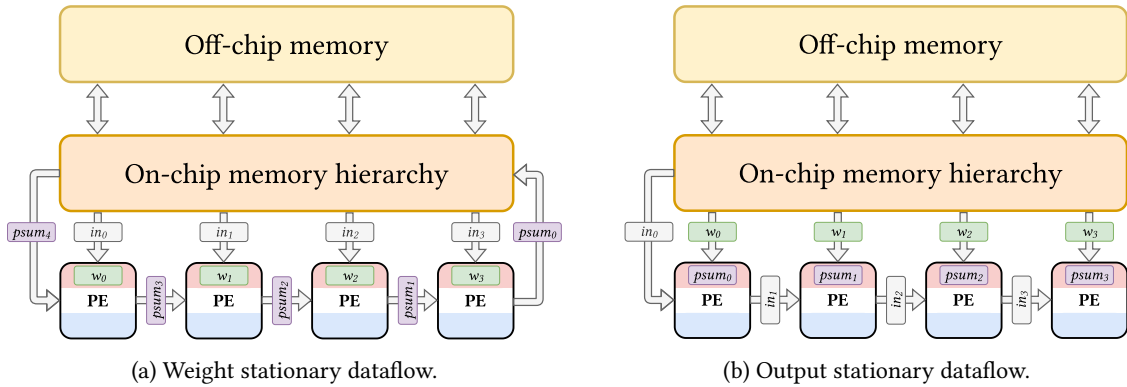 Off-chip memory
On-chip memory hierarchy
psum4
in0
in1
in2
in3
psum0
w0
w1
w2
w3
PE
psum3
PE
psum2
PE
psum1
PE
(a) Weight stationary dataflow.
Off-chip memory
On-chip memory hierarchy
in0
w0
w1
w2
w3
psum0
psum1
psum2
psum3
PE
in1
PE
in2
PE
in3
PE
(b) Output stationary dataflow.